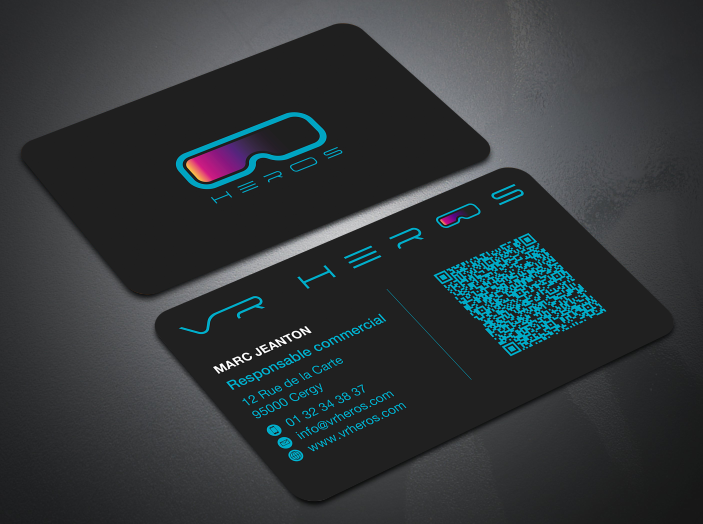 HEROS
VR HEROS
MARC JEANTON
Responsable commercial
12 Rue de la Carte
95000 Cergy
01 32 34 38 37
info@vrheros.com
www.vrheros.com